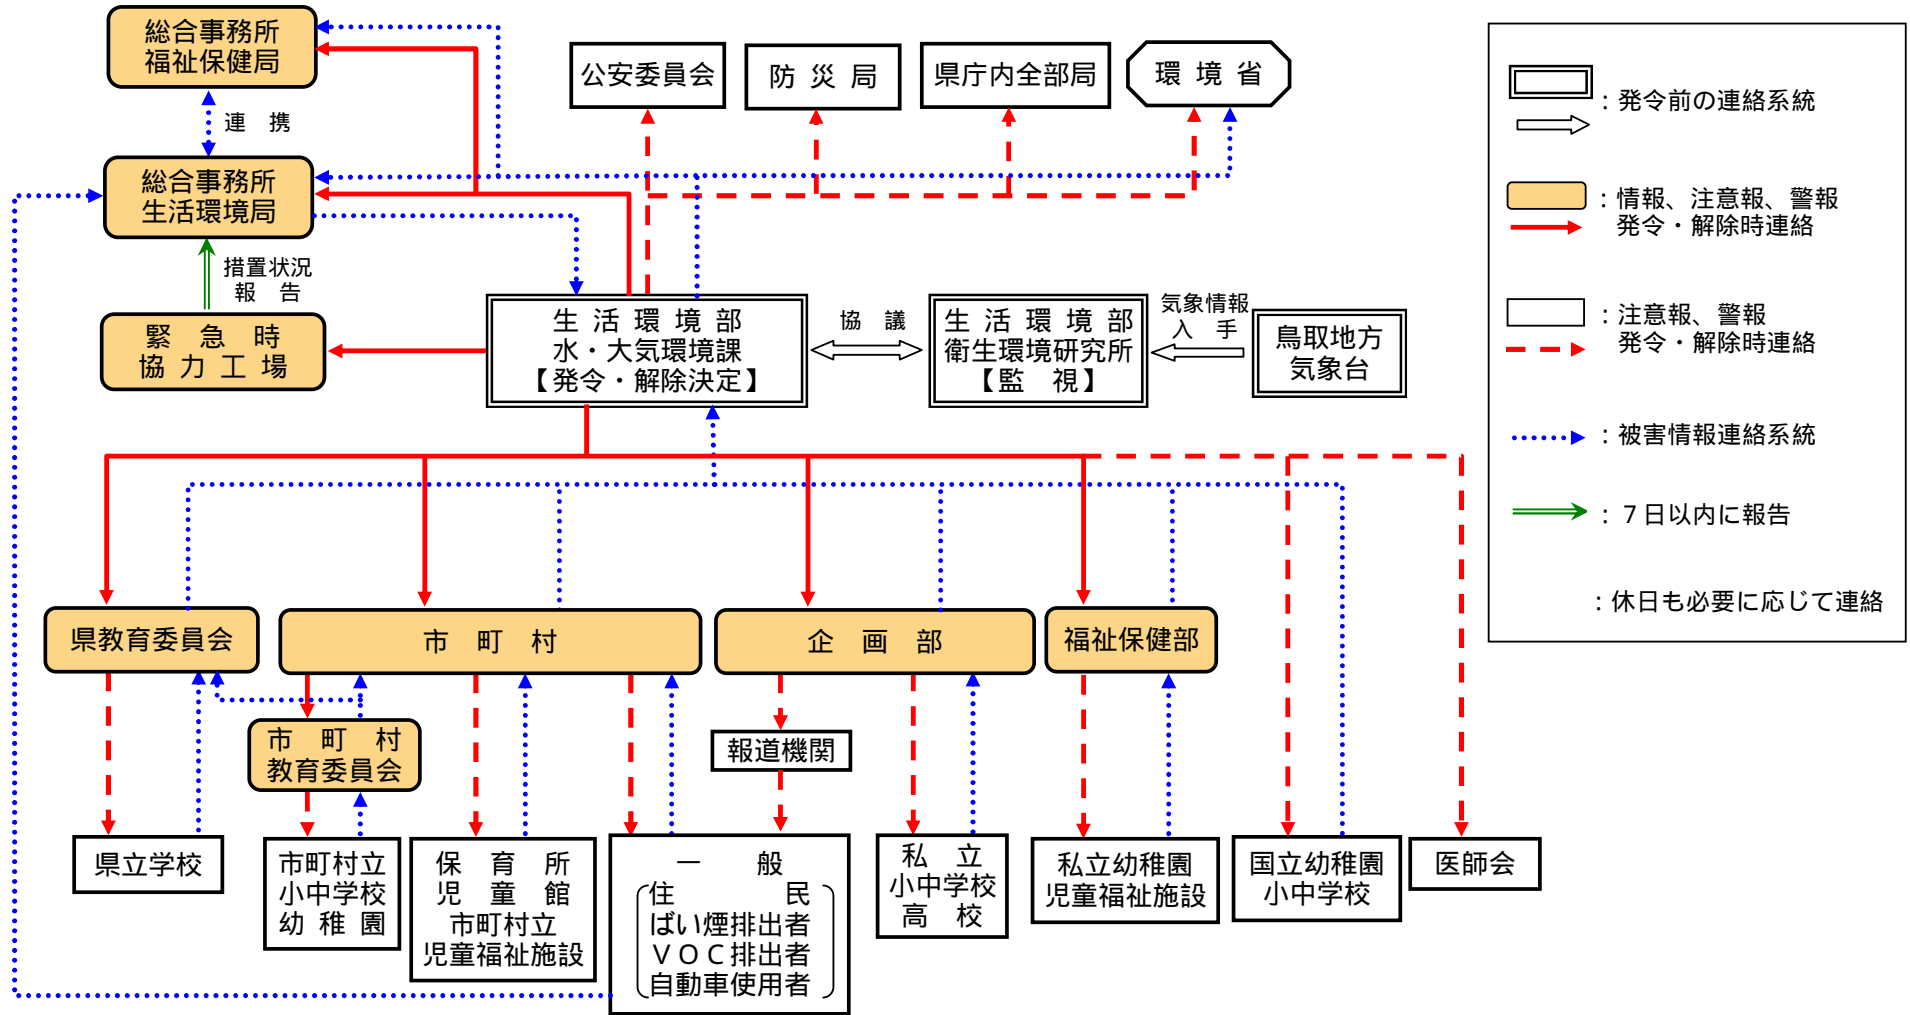 総合事務所
福祉保健局
連　携
総合事務所
生活環境局
措置状況
報　告
緊　急　時
協 力 工 場
公安委員会
防 災 局
県庁内全部局
環 境 省
生 活 環 境 部
水・大気環境課
【発令・解除決定】
協　議
生 活 環 境 部
衛生環境研究所
【監　視】
気象情報
入　手
鳥取地方
気象台
県教育委員会
市　町　村
企　画　部
福祉保健部
市　町　村
教育委員会
報道機関
県立学校
市町村立
小中学校
幼 稚 園
保　育　所
児　童　館
市町村立
児童福祉施設
一　　般
住　　　　民
ばい煙排出者
ＶＯＣ排出者
自動車使用者
私　立
小中学校
高　校
私立幼稚園
児童福祉施設
国立幼稚園
小中学校
医師会
：発令前の連絡系統
：情報、注意報、警報
発令・解除時連絡
：注意報、警報
発令・解除時連絡
：被害情報連絡系統
：７日以内に報告
：休日も必要に応じて連絡